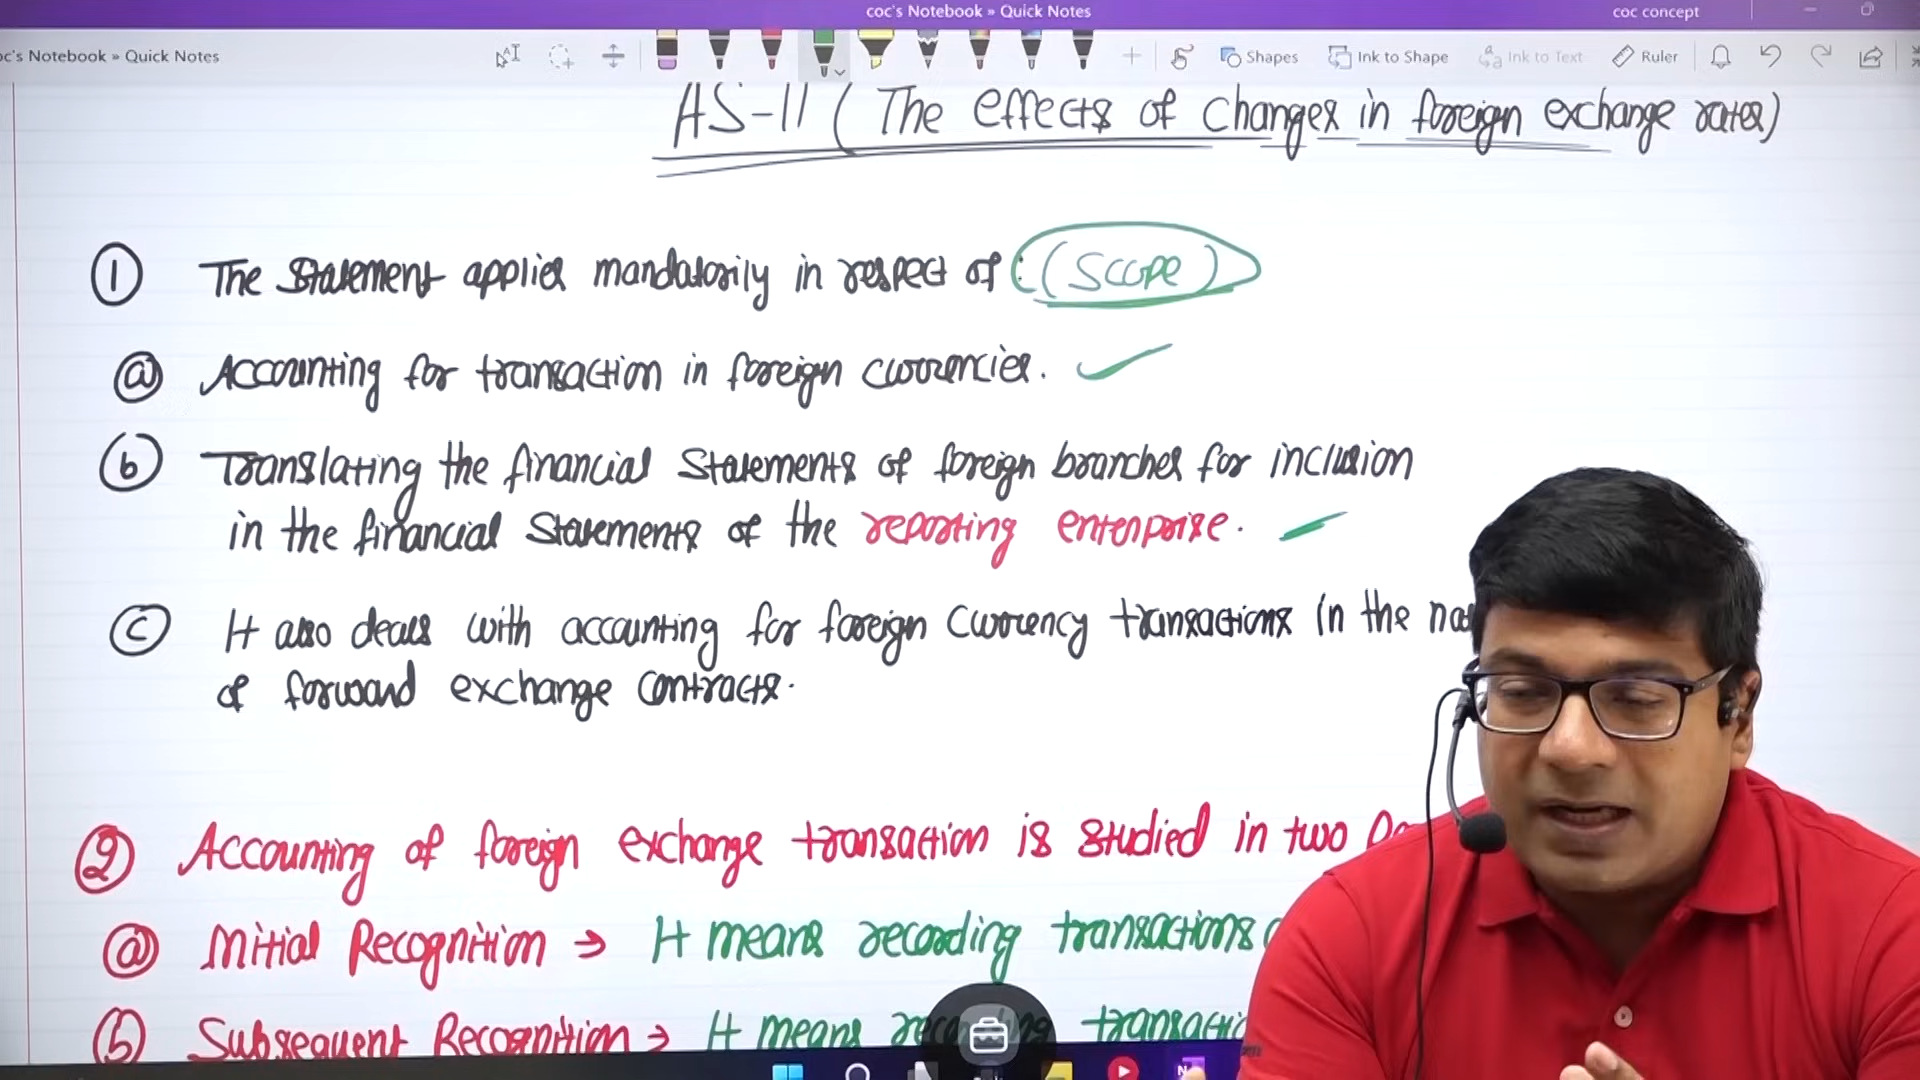 coc's Notebook » Quick Notes
coc concept
oc's Notebook » Quick Notes
Shapes
Ink to Shape
Ink to Text
Ruler
AS-11 ( The effects of changes in foreign exchange rates)
1 The Statement applies mandatorily in respect of : (Scope)
a Accounting for transaction in foreign currencies.
b Translating the financial Statements of foreign branches for inclusion
in the financial Statements of the reporting enterprise.
c It also deals with accounting for foreign currency transactions in the
of forward exchange contracts.
2 Accounting of foreign exchange transaction is studied in two
a Initial Recognition → It means recording transactions
b Subsequent Recognition → It means